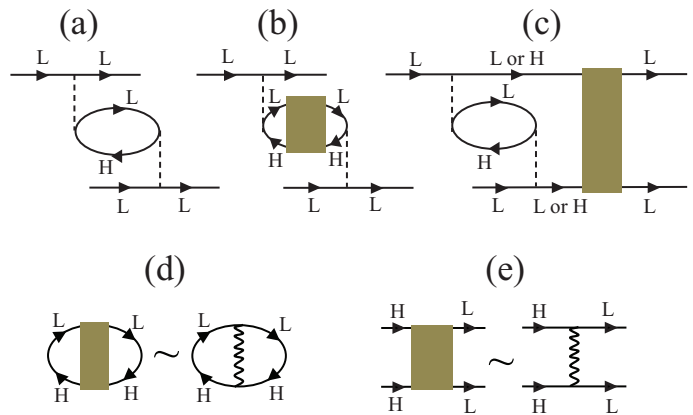 (a) (b) (c)
L L L L L L or H L
L L L L
H H H H
L L L L L or H L
(d) (e)
L L L L H L H L
~ ~
H H H H H L H L